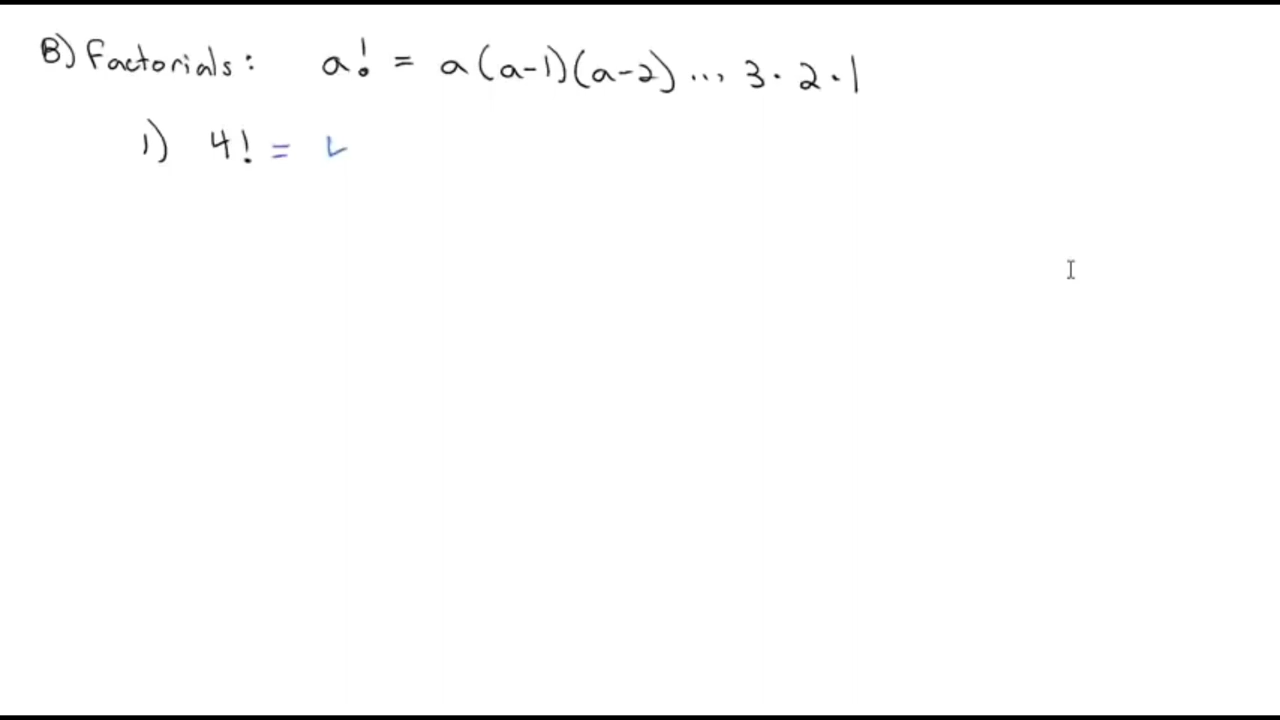 B) Factorials: a! = a(a-1)(a-2)... 3·2·1
1) 4! =